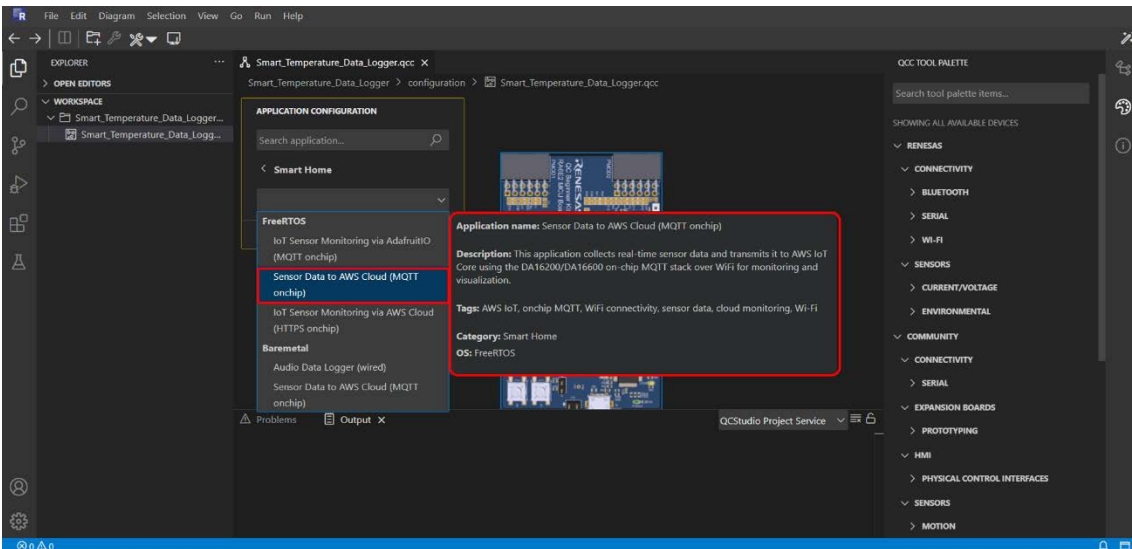 File Edit Diagram Selection View Go Run Help
EXPLORER
OPEN EDITORS
WORKSPACE
Smart_Temperature_Data_Logger...
Smart_Temperature_Data_Logg...
Smart_Temperature_Data_Logger.qcc
Smart_Temperature_Data_Logger > configuration > Smart_Temperature_Data_Logger.qcc
APPLICATION CONFIGURATION
Search application...
Smart Home
FreeRTOS
IoT Sensor Monitoring via AdafruitIO
(MQTT onchip)
Sensor Data to AWS Cloud (MQTT
onchip)
IoT Sensor Monitoring via AWS Cloud
(HTTPS onchip)
Baremetal
Audio Data Logger (wired)
Sensor Data to AWS Cloud (MQTT
onchip)
RENESAS
Application name: Sensor Data to AWS Cloud (MQTT onchip)
Description: This application collects real-time sensor data and transmits it to AWS IoT
Core using the DA16200/DA16600 on-chip MQTT stack over WiFi for monitoring and
visualization.
Tags: AWS IoT, onchip MQTT, WiFi connectivity, sensor data, cloud monitoring, Wi-Fi
Category: Smart Home
OS: FreeRTOS
Problems Output
QCStudio Project Service
QCC TOOL PALETTE
Search tool palette items...
SHOWING ALL AVAILABLE DEVICES
RENESAS
CONNECTIVITY
BLUETOOTH
SERIAL
WI-FI
SENSORS
CURRENT/VOLTAGE
ENVIRONMENTAL
COMMUNITY
CONNECTIVITY
SERIAL
EXPANSION BOARDS
PROTOTYPING
HMI
PHYSICAL CONTROL INTERFACES
SENSORS
MOTION
0 0